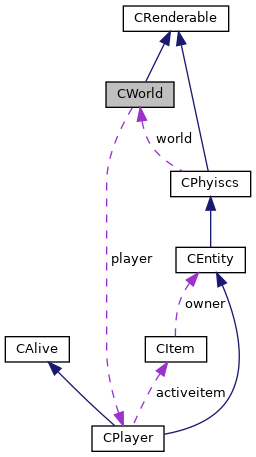 CRenderable
CWorld
world
CPhyiscs
player
CEntity
owner
CAlive
CItem
activeitem
CPlayer